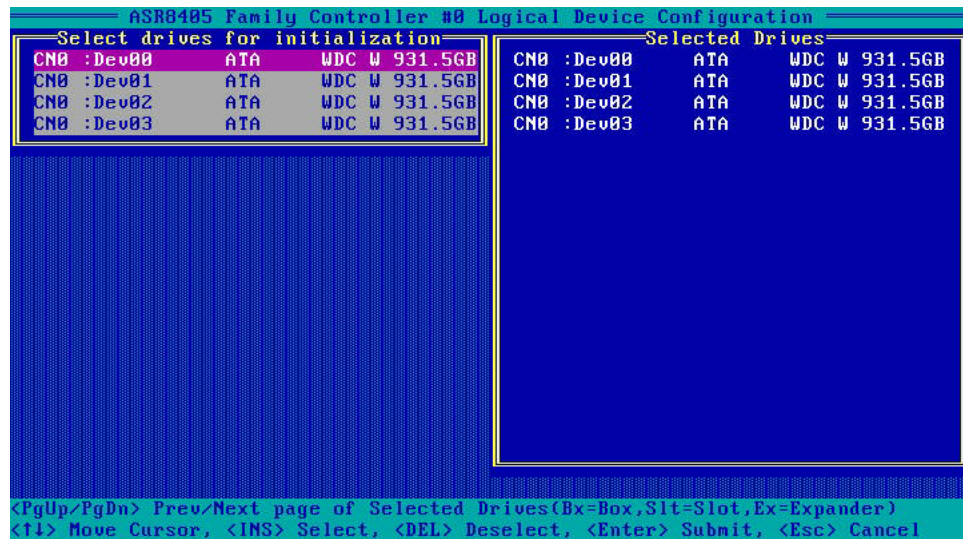 ASR8405 Family Controller #0 Logical Device Configuration
Select drives for initialization
CN0 :Dev00 ATA WDC W 931.5GB
CN0 :Dev01 ATA WDC W 931.5GB
CN0 :Dev02 ATA WDC W 931.5GB
CN0 :Dev03 ATA WDC W 931.5GB
Selected Drives
CN0 :Dev00 ATA WDC W 931.5GB
CN0 :Dev01 ATA WDC W 931.5GB
CN0 :Dev02 ATA WDC W 931.5GB
CN0 :Dev03 ATA WDC W 931.5GB
<PgUp/PgDn> Prev/Next page of Selected Drives(Bx=Box,Slt=Slot,Ex=Expander)
<↑↓> Move Cursor, <INS> Select, <DEL> Deselect, <Enter> Submit, <Esc> Cancel